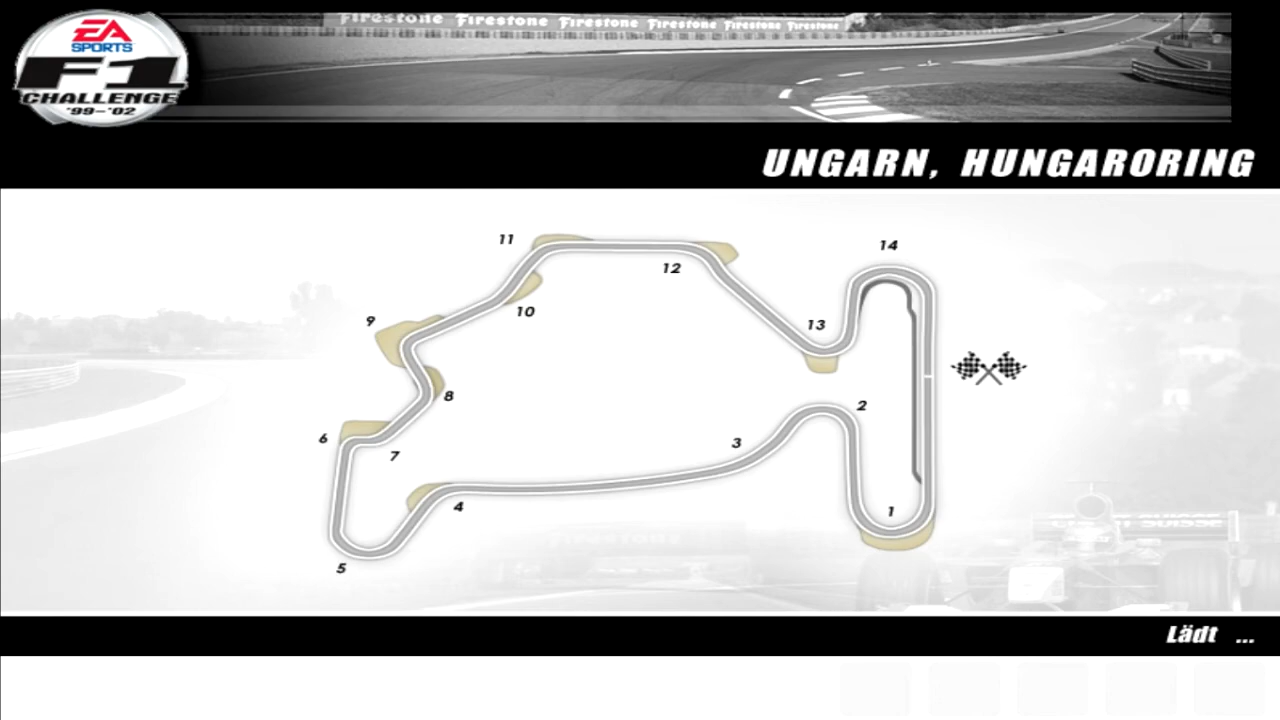 Firestone Firestone Firestone Firestone Firestone Firestone
EA
SPORTS
F1
CHALLENGE
'99-'02
UNGARN, HUNGARORING
11
14
12
10
9
13
8
2
6
3
7
4
1
5
Lädt ...